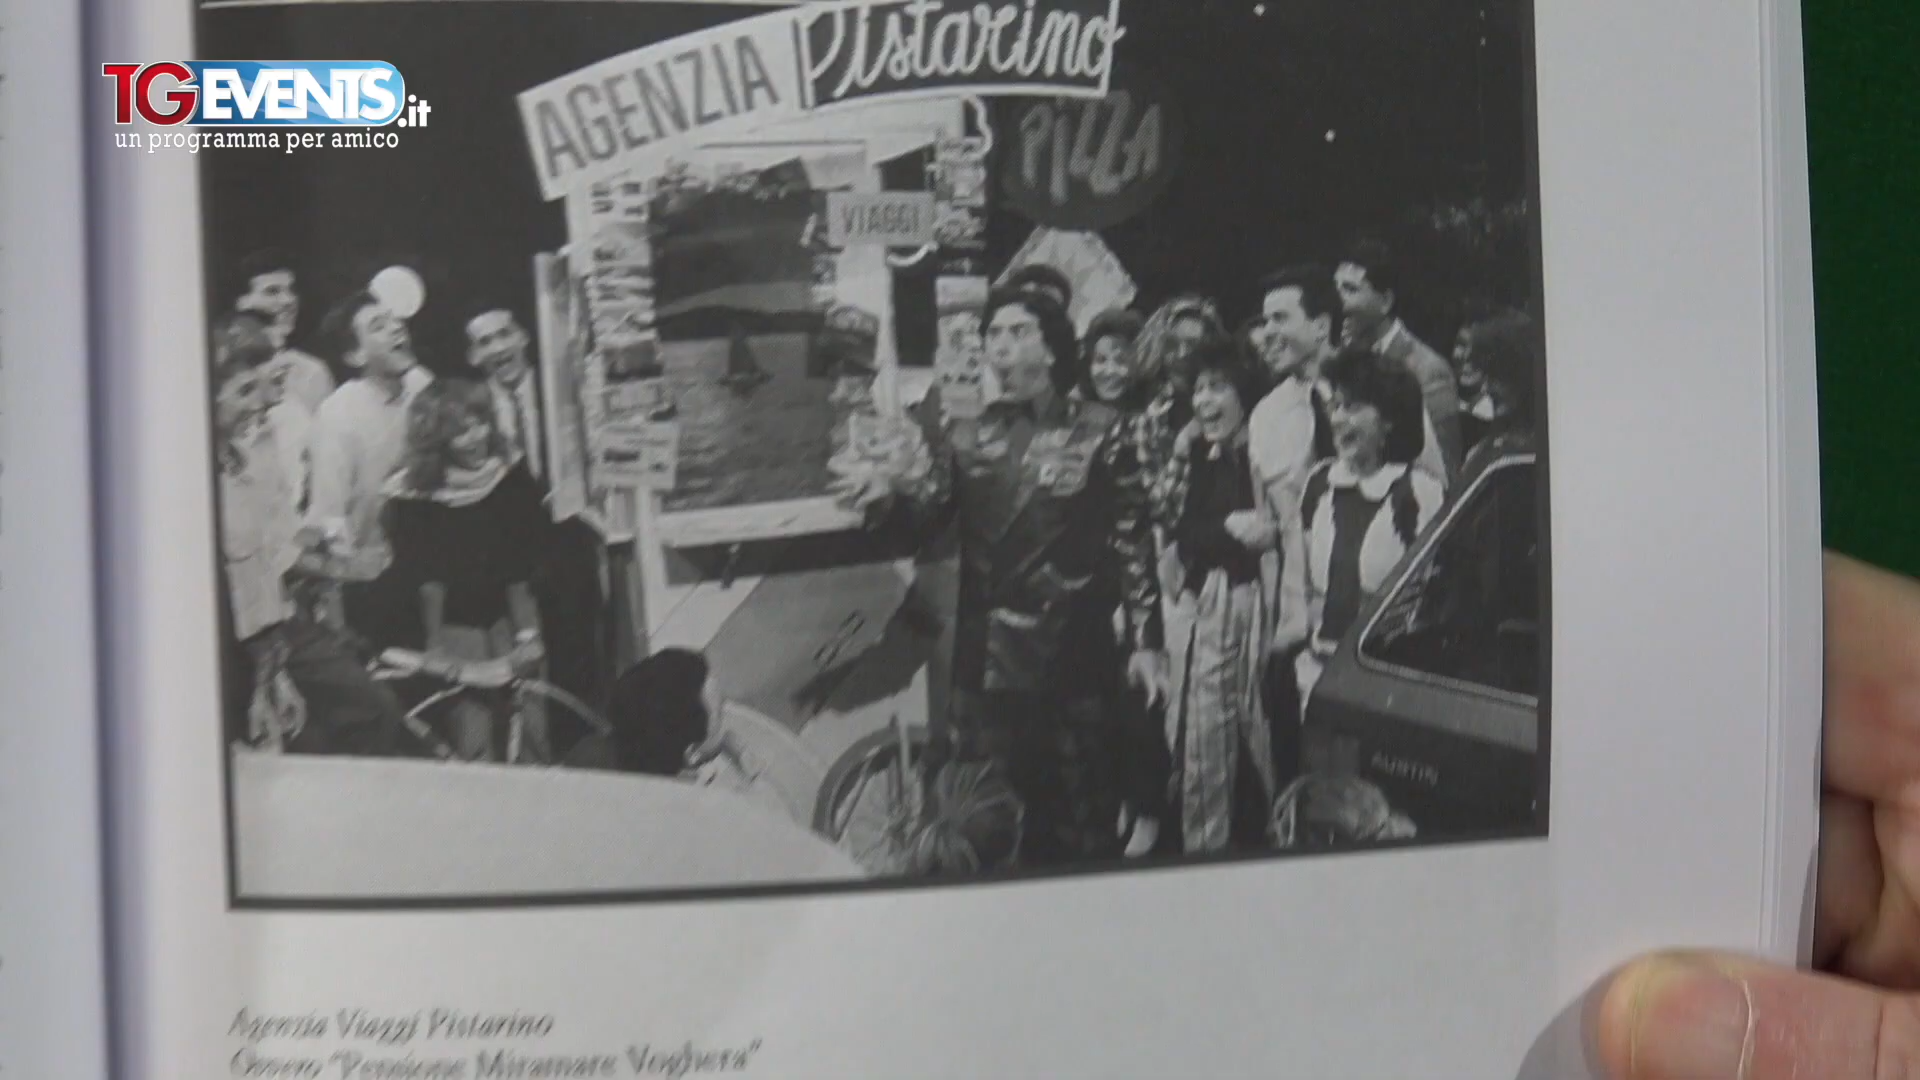 TGEVENTS.it
un programma per amico
AGENZIA Pistarino
PIZZA
VIAGGI
AUSTIN
Agenzia Viaggi Pistarino
Ovvero "Pensione Miramare Voghera"